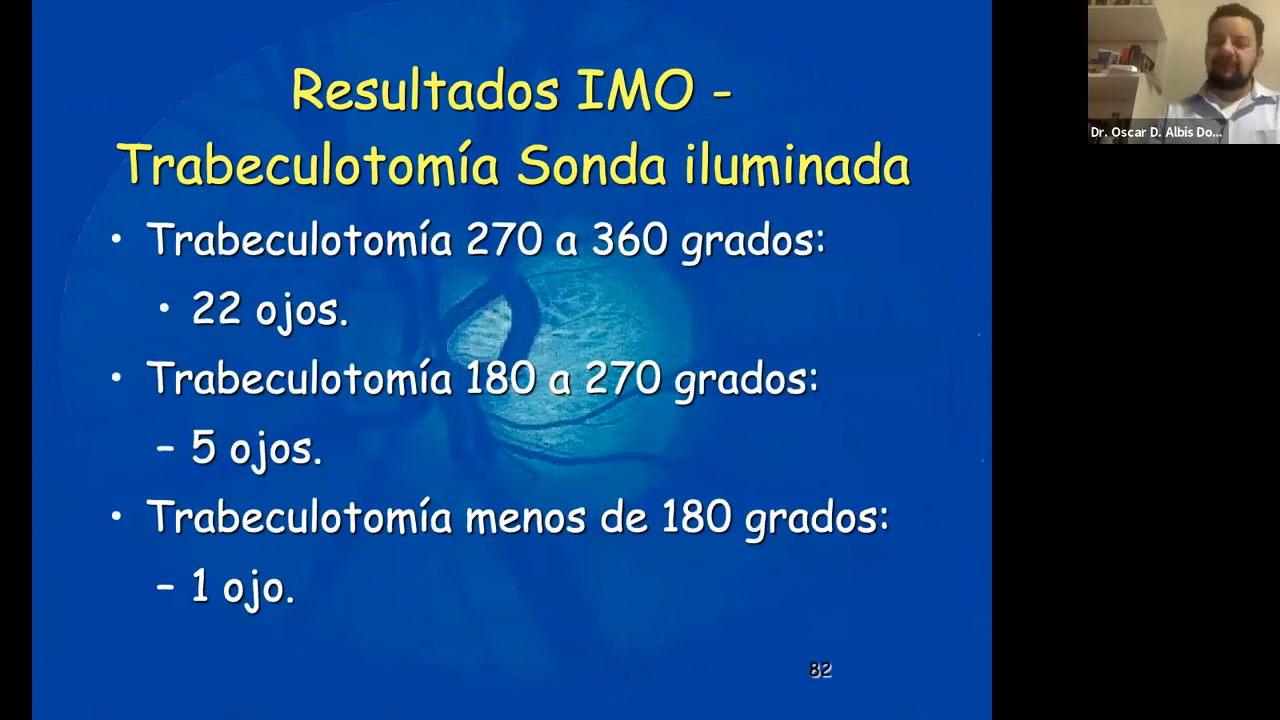 Resultados IMO -
Trabeculotomía Sonda iluminada
• Trabeculotomía 270 a 360 grados:
• 22 ojos.
• Trabeculotomía 180 a 270 grados:
– 5 ojos.
• Trabeculotomía menos de 180 grados:
– 1 ojo.
82
Dr. Oscar D. Albis Do...